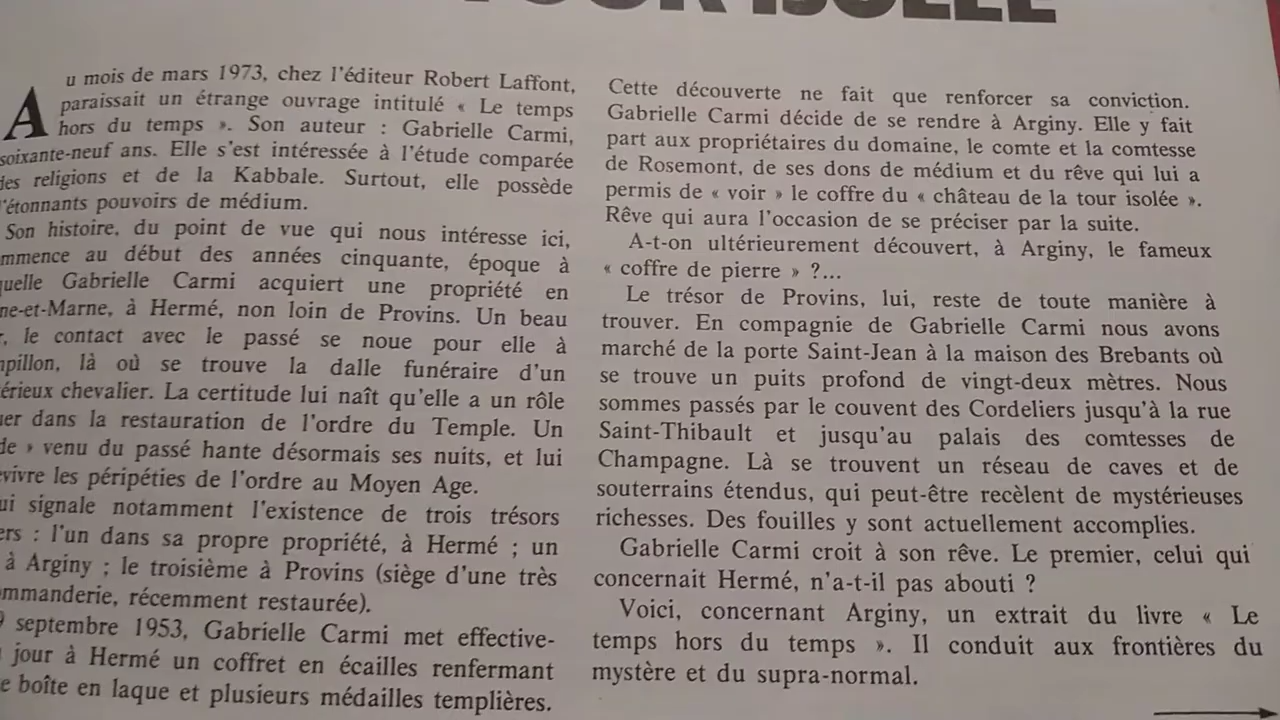 TOUR ISOLÉE
Au mois de mars 1973, chez l'éditeur Robert Laffont,
paraissait un étrange ouvrage intitulé « Le temps
hors du temps ». Son auteur : Gabrielle Carmi,
soixante-neuf ans. Elle s'est intéressée à l'étude comparée
des religions et de la Kabbale. Surtout, elle possède
d'étonnants pouvoirs de médium.
Son histoire, du point de vue qui nous intéresse ici,
mmence au début des années cinquante, époque à
quelle Gabrielle Carmi acquiert une propriété en
ne-et-Marne, à Hermé, non loin de Provins. Un beau
r, le contact avec le passé se noue pour elle à
mpillon, là où se trouve la dalle funéraire d'un
érieux chevalier. La certitude lui naît qu'elle a un rôle
uer dans la restauration de l'ordre du Temple. Un
de » venu du passé hante désormais ses nuits, et lui
evivre les péripéties de l'ordre au Moyen Age.
ui signale notamment l'existence de trois trésors
ers : l'un dans sa propre propriété, à Hermé ; un
à Arginy ; le troisième à Provins (siège d'une très
mmanderie, récemment restaurée).
septembre 1953, Gabrielle Carmi met effective-
jour à Hermé un coffret en écailles renfermant
e boîte en laque et plusieurs médailles templières.
Cette découverte ne fait que renforcer sa conviction.
Gabrielle Carmi décide de se rendre à Arginy. Elle y fait
part aux propriétaires du domaine, le comte et la comtesse
de Rosemont, de ses dons de médium et du rêve qui lui a
permis de « voir » le coffre du « château de la tour isolée ».
Rêve qui aura l'occasion de se préciser par la suite.
A-t-on ultérieurement découvert, à Arginy, le fameux
« coffre de pierre » ?...
Le trésor de Provins, lui, reste de toute manière à
trouver. En compagnie de Gabrielle Carmi nous avons
marché de la porte Saint-Jean à la maison des Brebants où
se trouve un puits profond de vingt-deux mètres. Nous
sommes passés par le couvent des Cordeliers jusqu'à la rue
Saint-Thibault et jusqu'au palais des comtesses de
Champagne. Là se trouvent un réseau de caves et de
souterrains étendus, qui peut-être recèlent de mystérieuses
richesses. Des fouilles y sont actuellement accomplies.
Gabrielle Carmi croit à son rêve. Le premier, celui qui
concernait Hermé, n'a-t-il pas abouti ?
Voici, concernant Arginy, un extrait du livre « Le
temps hors du temps ». Il conduit aux frontières du
mystère et du supra-normal.